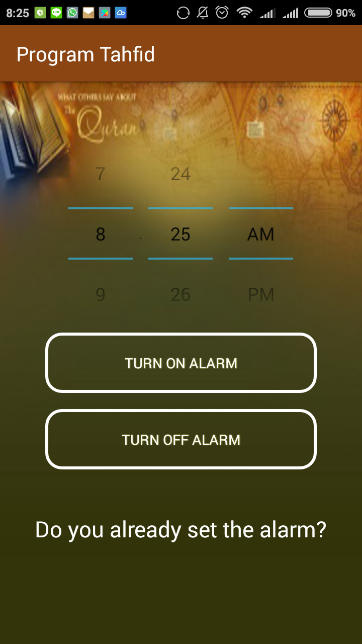 8:25
90%
Program Tahfid
WHAT OTHERS SAY ABOUT
The Quran
7 24
8 25 AM
9 26 PM
TURN ON ALARM
TURN OFF ALARM
Do you already set the alarm?